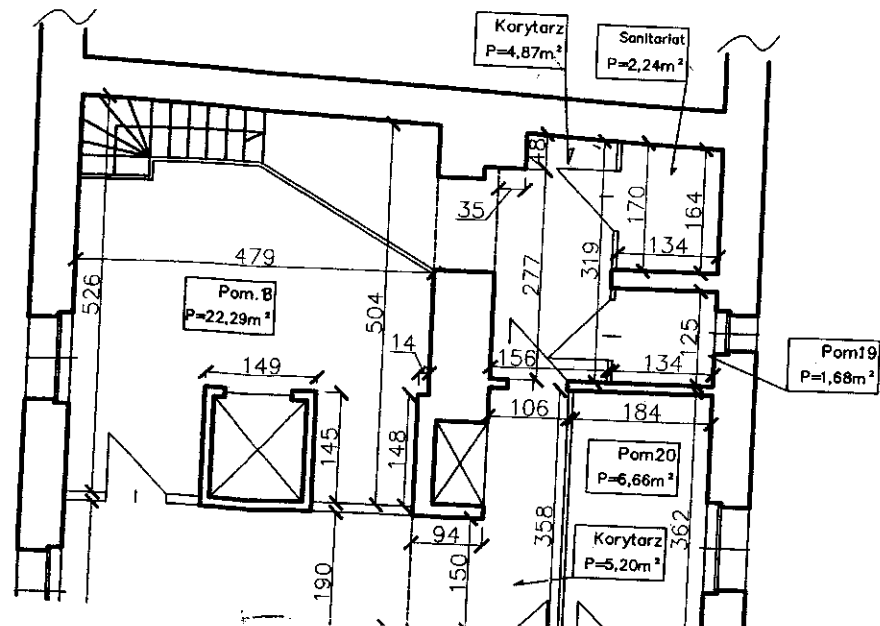 Korytarz
P=4,87m²
Sanitariat
P=2,24m²
48
35
170
164
134
479
526
504
277
319
Pom.18
P=22,29m²
125
14
156
134
Pom19
P=1,68m²
149
106
184
145
148
Pom20
P=6,66m²
358
362
94
Korytarz
P=5,20m²
190
150